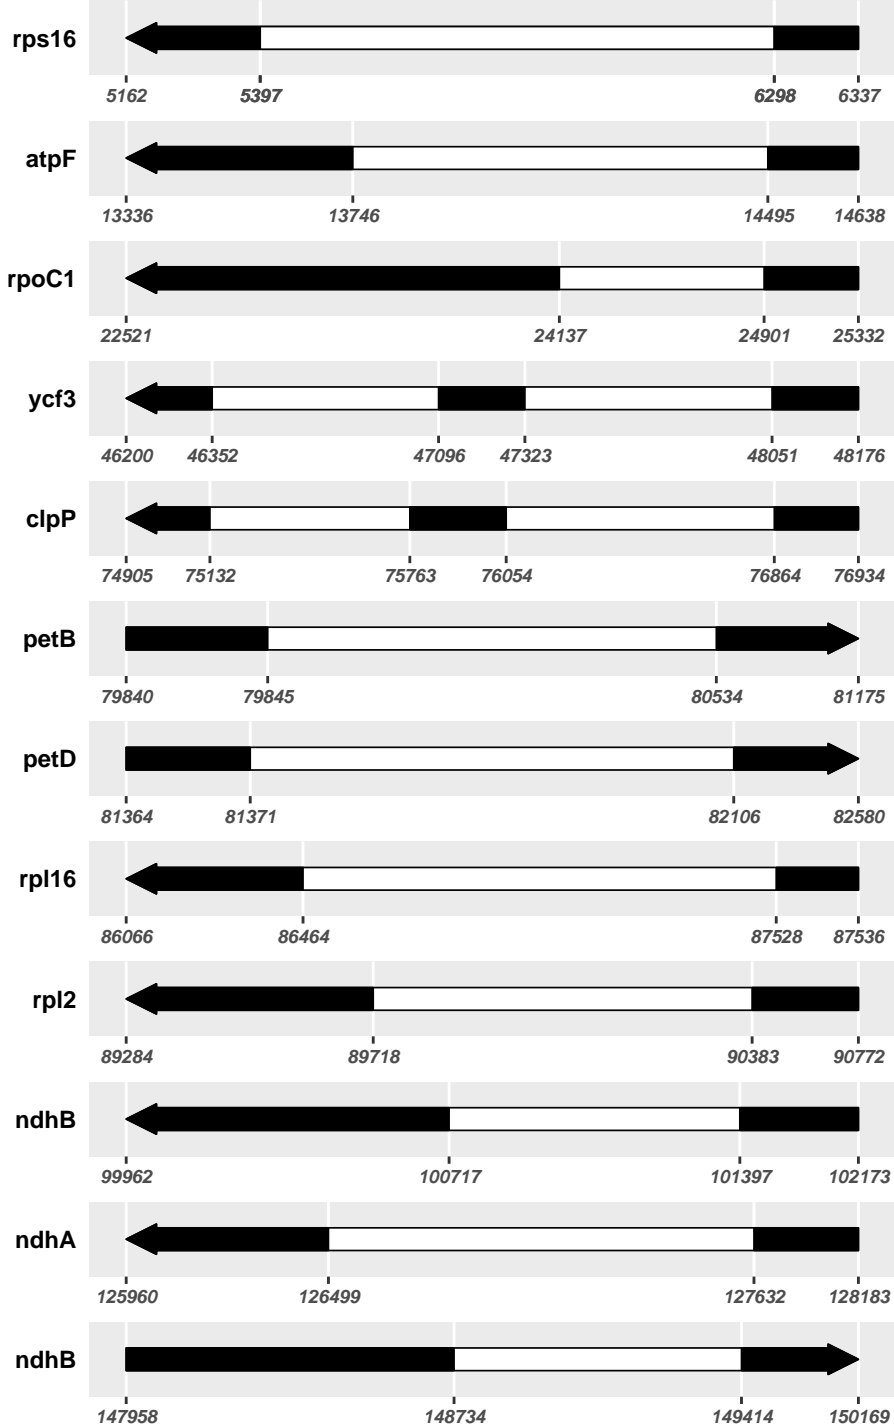 rps16
5162 5397 6298 6337
atpF
13336 13746 14495 14638
rpoC1
22521 24137 24901 25332
ycf3
46200 46352 47096 47323 48051 48176
clpP
74905 75132 75763 76054 76864 76934
petB
79840 79845 80534 81175
petD
81364 81371 82106 82580
rpl16
86066 86464 87528 87536
rpl2
89284 89718 90383 90772
ndhB
99962 100717 101397 102173
ndhA
125960 126499 127632 128183
ndhB
147958 148734 149414 150169